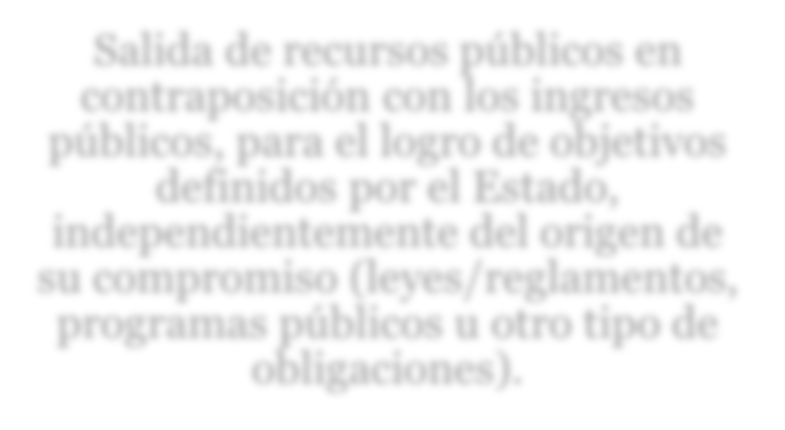 Salida de recursos públicos en
contraposición con los ingresos
públicos, para el logro de objetivos
definidos por el Estado,
independientemente del origen de
su compromiso (leyes/reglamentos,
programas públicos u otro tipo de
obligaciones).